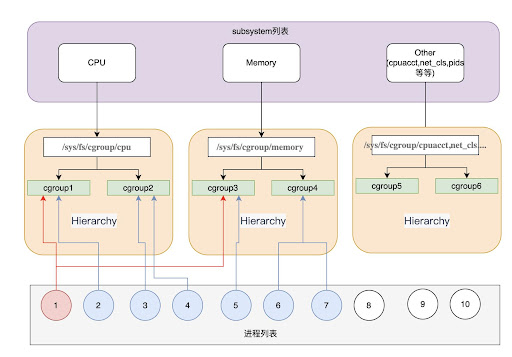 subsystem列表
CPU
Memory
Other
(cpuacct,net_cls,pids
等等)
/sys/fs/cgroup/cpu
/sys/fs/cgroup/memory
/sys/fs/cgroup/cpuacct,net_cls,...
cgroup1
cgroup2
cgroup3
cgroup4
cgroup5
cgroup6
Hierarchy
Hierarchy
Hierarchy
1
2
3
4
5
6
7
8
9
10
进程列表